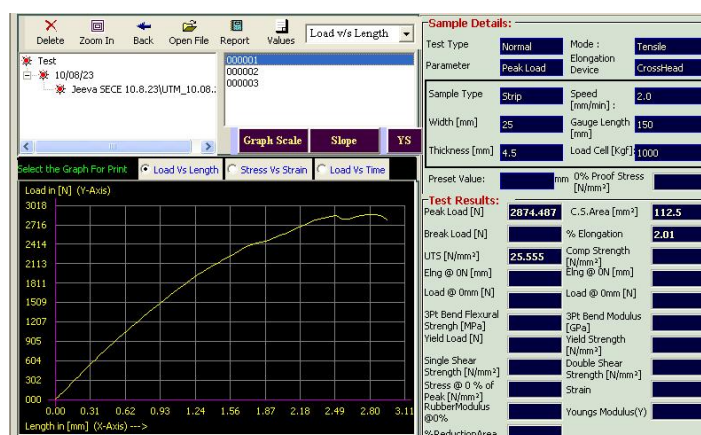 Delete Zoom In Back Open File Report Values Load v/s Length
Test
10/08/23
Jeeva SECE 10.8.23\UTM_10.08.
000001
000002
000003
Graph Scale Slope YS
Select the Graph For Print Load Vs Length Stress Vs Strain Load Vs Time
Load in [N] (Y-Axis)
3018
2716
2414
2113
1811
1509
1207
905
604
302
000
0.00 0.31 0.62 0.93 1.24 1.56 1.87 2.18 2.49 2.80 3.11
Length in [mm] (X-Axis) --->
Sample Details:
Test Type Normal Mode : Tensile
Parameter Peak Load Elongation Device CrossHead
Sample Type Strip Speed [mm/min] : 2.0
Width [mm] 25 Gauge Length [mm] 150
Thickness [mm] 4.5 Load Cell [Kgf]: 1000
Preset Value: mm 0% Proof Stress [N/mm²]
Test Results:
Peak Load [N] 2874.487 C.S.Area [mm²] 112.5
Break Load [N] % Elongation 2.01
UTS [N/mm²] 25.555 Comp Strength [N/mm²]
Elng @ 0N [mm] Elng @ 0N [mm]
Load @ 0mm [N] Load @ 0mm [N]
3Pt Bend Flexural Strengh [MPa] 3Pt Bend Modulus [GPa]
Yield Load [N] Yield Strength [N/mm²]
Single Shear Strength [N/mm²] Double Shear Strength [N/mm²]
Stress @ 0 % of Peak [N/mm²] Strain
RubberModulus @0% Youngs Modulus(Y)
%ReductionArea